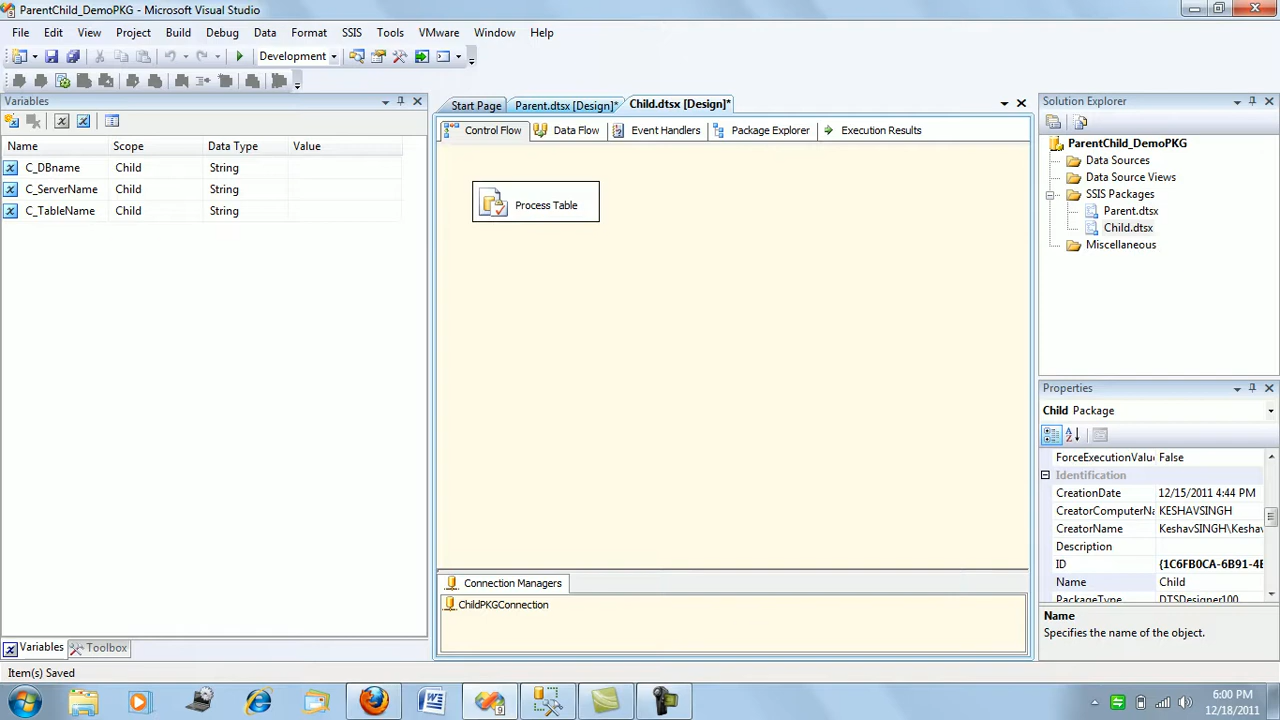 ParentChild_DemoPKG - Microsoft Visual Studio
File Edit View Project Build Debug Data Format SSIS Tools VMware Window Help
Development
Variables
Name Scope Data Type Value
C_DBname Child String
C_ServerName Child String
C_TableName Child String
Variables Toolbox
Start Page Parent.dtsx [Design]* Child.dtsx [Design]*
Control Flow Data Flow Event Handlers Package Explorer Execution Results
Process Table
Connection Managers
ChildPKGConnection
Solution Explorer
ParentChild_DemoPKG
Data Sources
Data Source Views
SSIS Packages
Parent.dtsx
Child.dtsx
Miscellaneous
Properties
Child Package
ForceExecutionValu False
Identification
CreationDate 12/15/2011 4:44 PM
CreatorComputerNa KESHAVSINGH
CreatorName KeshavSINGH\Kesha
Description
ID {1C6FB0CA-6B91-4E
Name Child
PackageType DTSDesigner100
Name
Specifies the name of the object.
Item(s) Saved
6:00 PM
12/18/2011